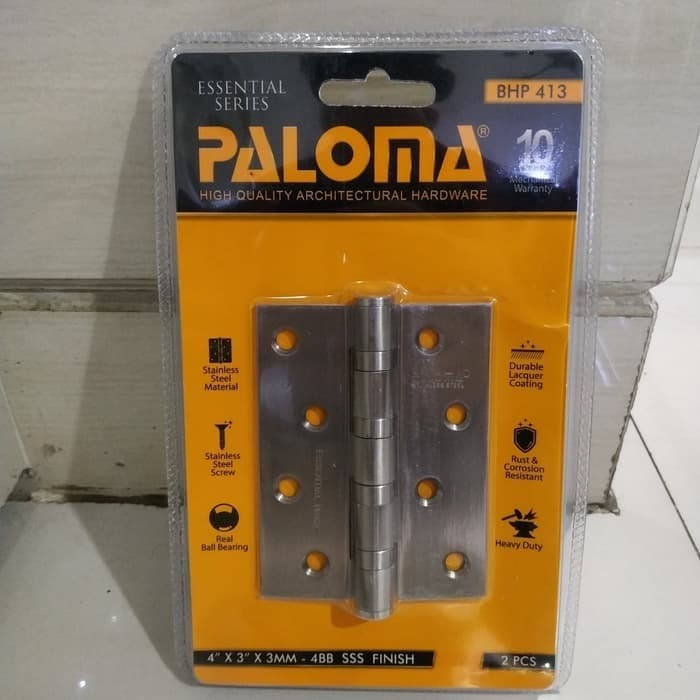 ESSENTIAL
SERIES
BHP 413
PALOMA®
HIGH QUALITY ARCHITECTURAL HARDWARE
10
Warranty
Stainless
Steel
Material
Stainless
Steel
Screw
Real
Ball Bearing
Durable
Lacquer
Coating
Rust &
Corrosion
Resistant
Heavy Duty
4" X 3" X 3MM - 4BB SSS FINISH
2 PCS